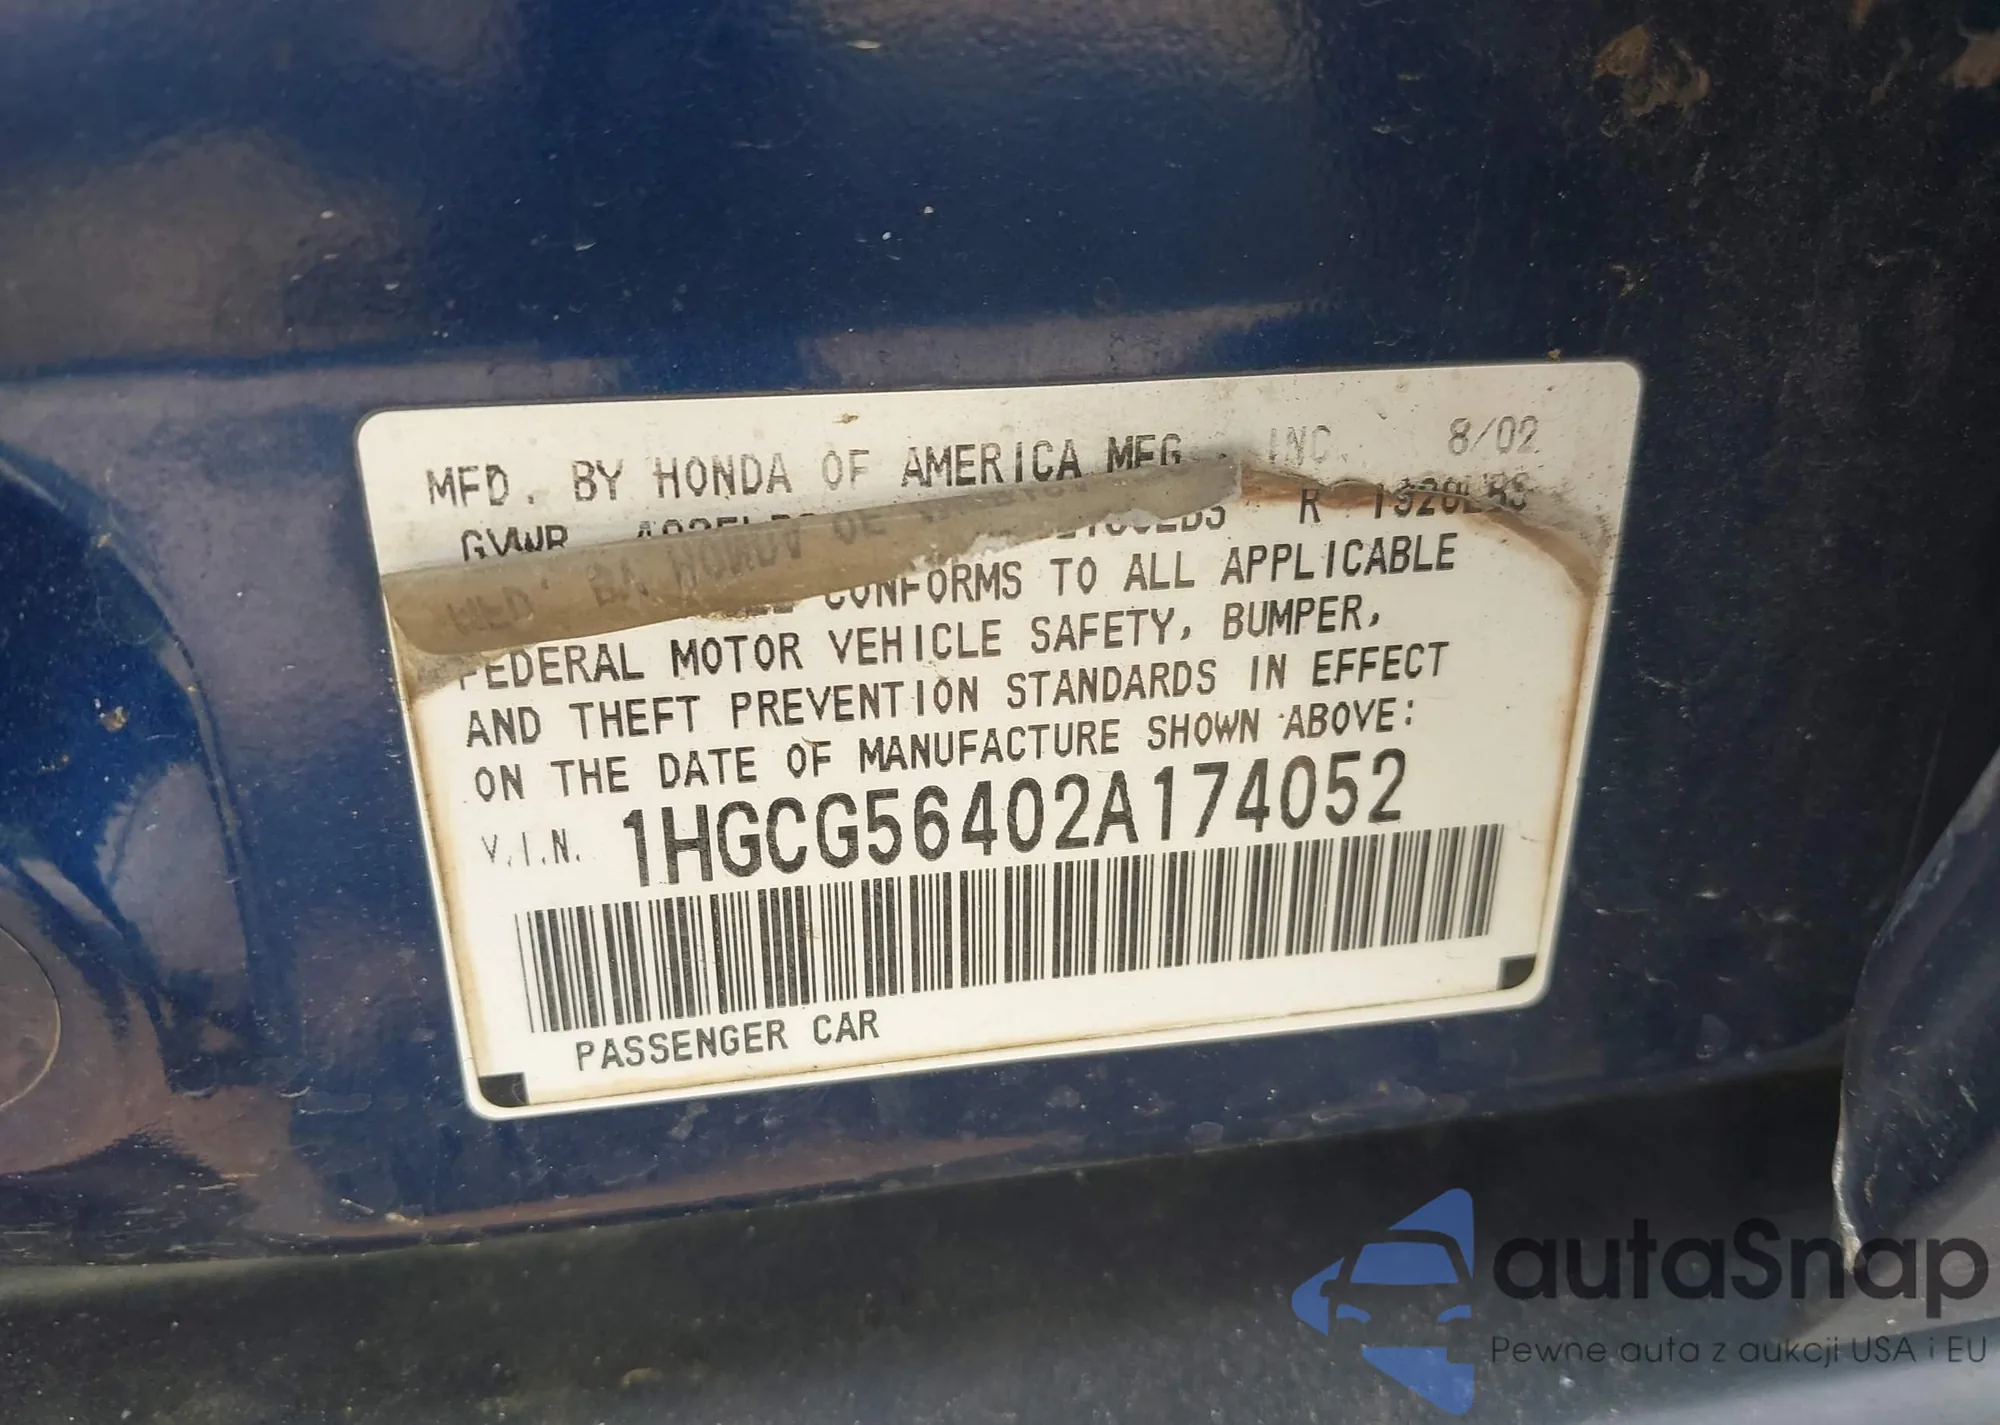 MFD. BY HONDA OF AMERICA MFG. INC. 8/02
GVWR R 1928LBS
CONFORMS TO ALL APPLICABLE
FEDERAL MOTOR VEHICLE SAFETY, BUMPER,
AND THEFT PREVENTION STANDARDS IN EFFECT
ON THE DATE OF MANUFACTURE SHOWN ABOVE:
V.I.N. 1HGCG56402A174052
PASSENGER CAR
autaSnap
Pewne auta z aukcji USA i EU